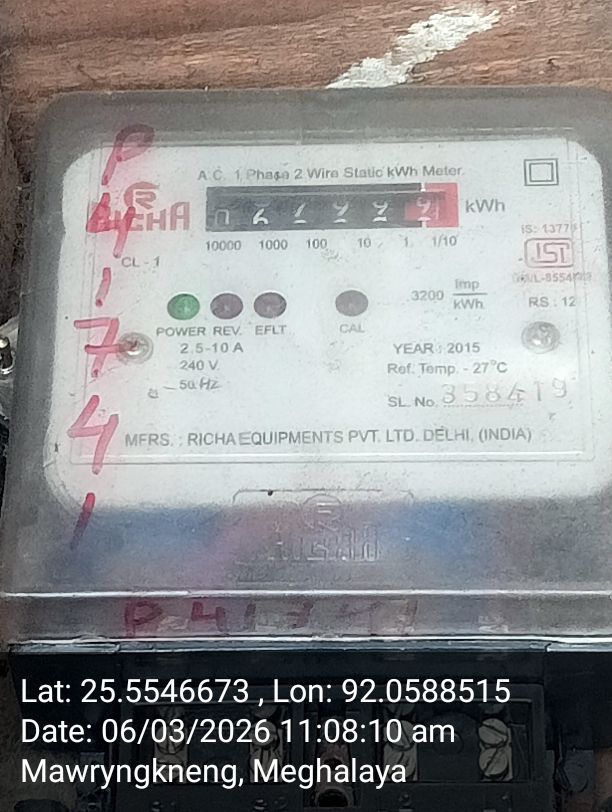 A.C. 1 Phase 2 Wire Static kWh Meter
RICHA
kWh
10000 1000 100 10 1 1/10
CL - 1
IS: 13779
ISI
3200 Imp/kWh
RS : 12
POWER REV. EFLT CAL
2.5-10 A
240 V.
50 Hz
YEAR : 2015
Ref. Temp. - 27°C
SL. No. 358419
MFRS. : RICHA EQUIPMENTS PVT. LTD. DELHI, (INDIA)
P 41741
P41741
Lat: 25.5546673 , Lon: 92.0588515
Date: 06/03/2026 11:08:10 am
Mawryngkneng, Meghalaya